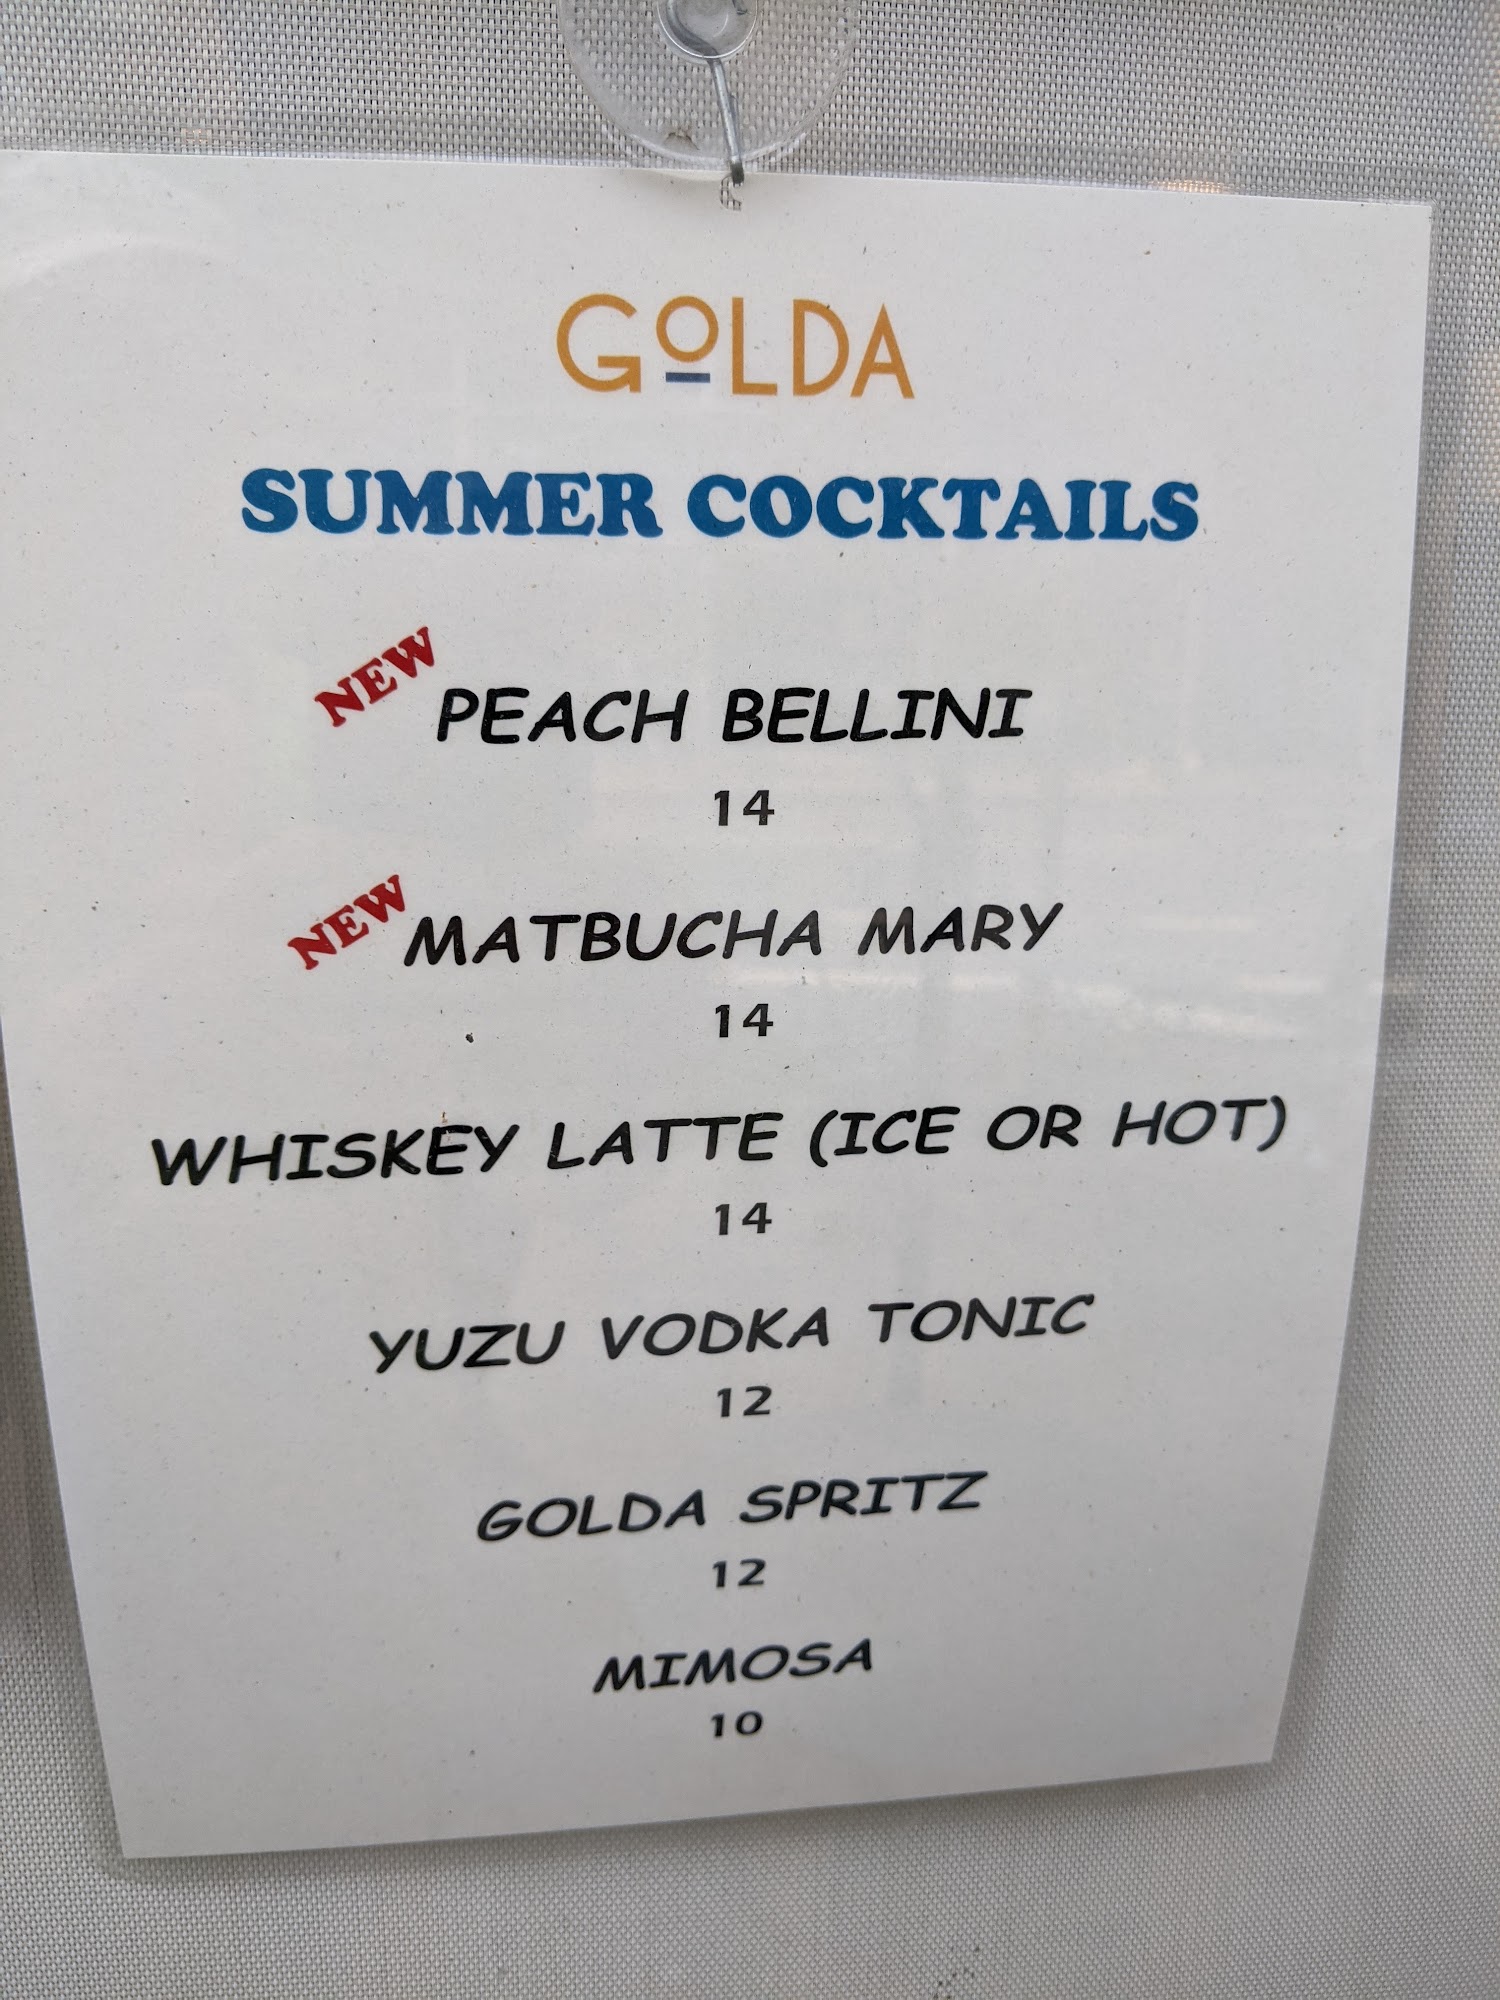 GOLDA
SUMMER COCKTAILS
NEW
PEACH BELLINI
14
NEW
MATBUCHA MARY
14
WHISKEY LATTE (ICE OR HOT)
14
YUZU VODKA TONIC
12
GOLDA SPRITZ
12
MIMOSA
10